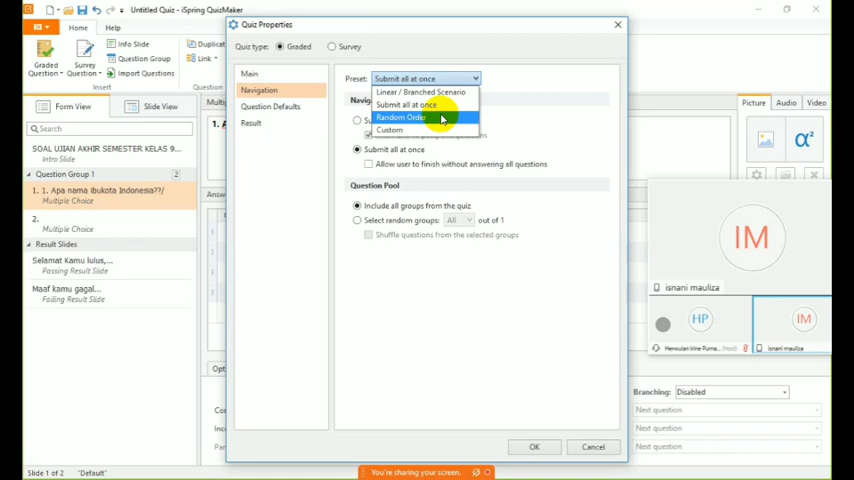 Untitled Quiz - iSpring QuizMaker
Home
Help
Graded
Question
Survey
Question
Info Slide
Question Group
Import Questions
Insert
Duplicat
Link
Question
Form View
Slide View
Search
SOAL UJIAN AKHIR SEMESTER KELAS 9...
Intro Slide
Question Group 1
2
1. 1. Apa nama ibukota Indonesia??/
Multiple Choice
2.
Multiple Choice
Result Slides
Selamat Kamu lulus,...
Passing Result Slide
Maaf kamu gagal...
Failing Result Slide
Slide 1 of 2
"Default"
Quiz Properties
Quiz type:
Graded
Survey
Main
Navigation
Question Defaults
Result
Preset:
Submit all at once
Linear / Branched Scenario
Submit all at once
Random Order
Custom
Submit all at once
Allow user to finish without answering all questions
Question Pool
Include all groups from the quiz
Select random groups:
All
out of 1
Shuffle questions from the selected groups
OK
Cancel
Picture
Audio
Video
IM
isnani mauliza
HP
IM
Herwulan Irine Purna... (Host)
isnani mauliza
Branching:
Disabled
Next question
Next question
Next question
You're sharing your screen.